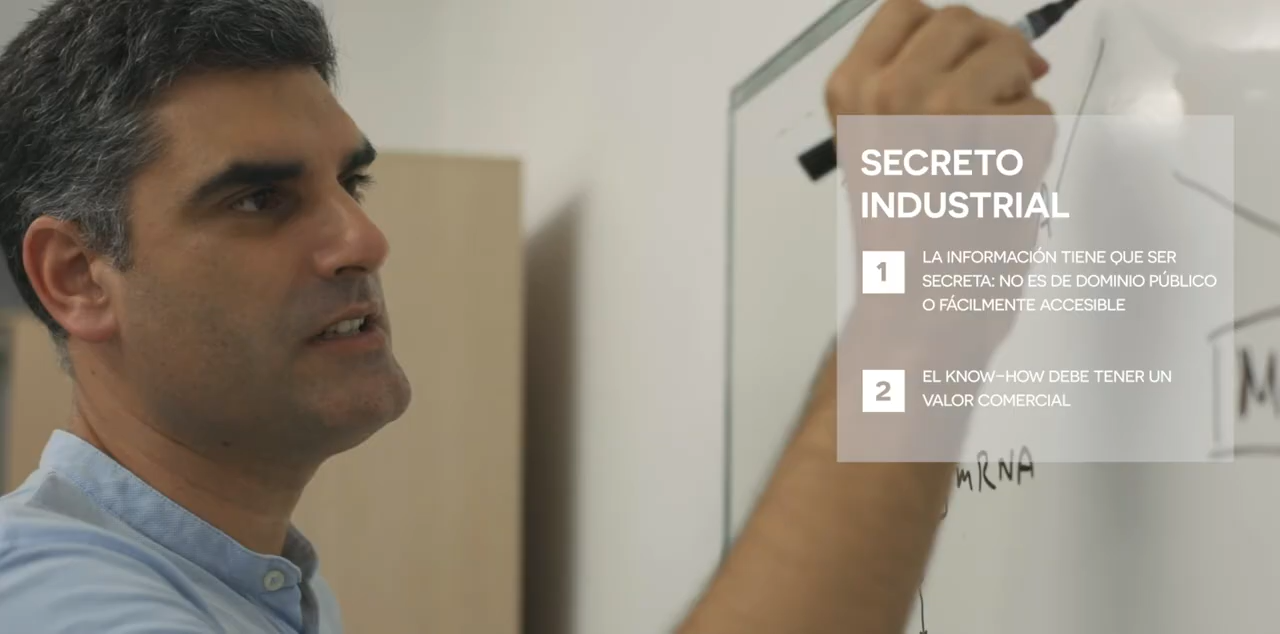 SECRETO
INDUSTRIAL
1
LA INFORMACIÓN TIENE QUE SER
SECRETA: NO ES DE DOMINIO PÚBLICO
O FÁCILMENTE ACCESIBLE
2
EL KNOW-HOW DEBE TENER UN
VALOR COMERCIAL
mRNA
M